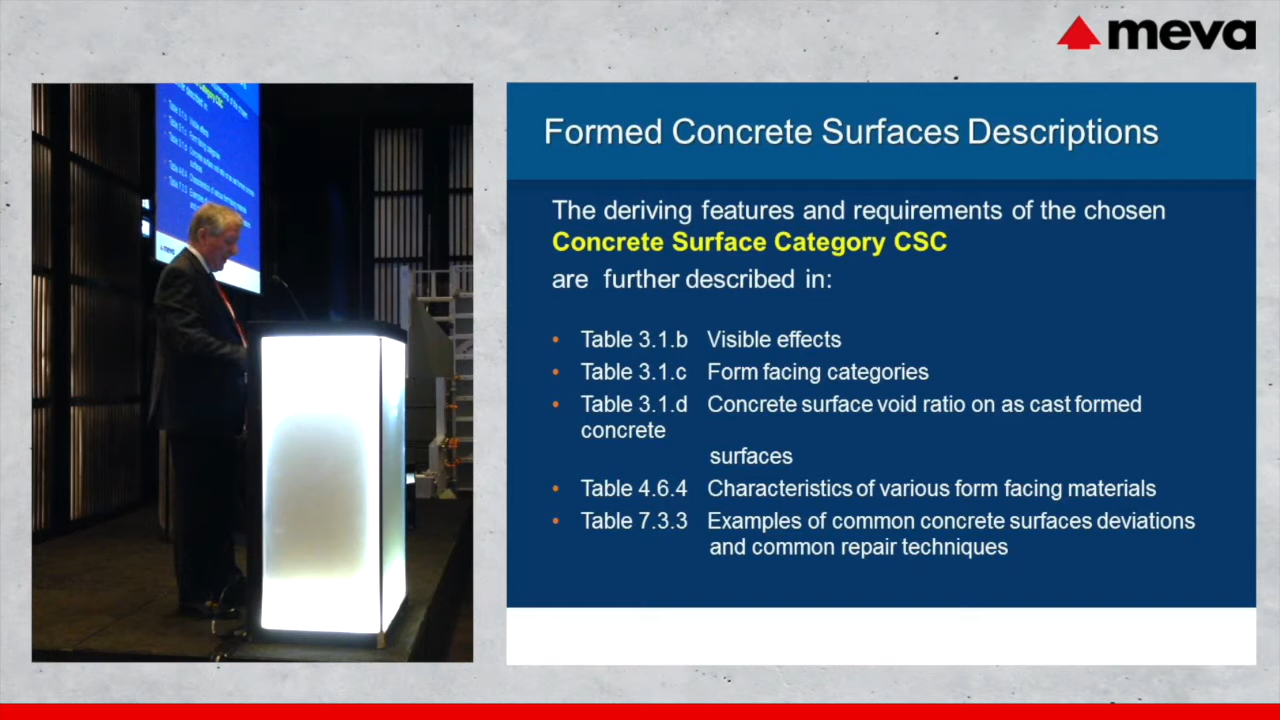 meva
Formed Concrete Surfaces Descriptions
The deriving features and requirements of the chosen
Concrete Surface Category CSC
are further described in:
• Table 3.1.b Visible effects
• Table 3.1.c Form facing categories
• Table 3.1.d Concrete surface void ratio on as cast formed
concrete
surfaces
• Table 4.6.4 Characteristics of various form facing materials
• Table 7.3.3 Examples of common concrete surfaces deviations
and common repair techniques
meva